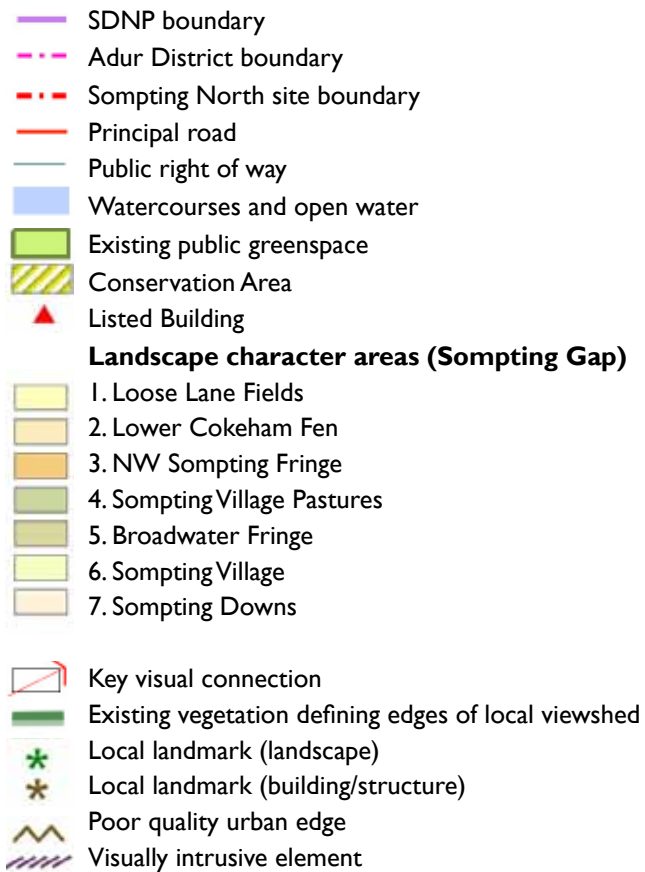 SDNP boundary
Adur District boundary
Sompting North site boundary
Principal road
Public right of way
Watercourses and open water
Existing public greenspace
Conservation Area
Listed Building
Landscape character areas (Sompting Gap)
1. Loose Lane Fields
2. Lower Cokeham Fen
3. NW Sompting Fringe
4. Sompting Village Pastures
5. Broadwater Fringe
6. Sompting Village
7. Sompting Downs
Key visual connection
Existing vegetation defining edges of local viewshed
Local landmark (landscape)
Local landmark (building/structure)
Poor quality urban edge
Visually intrusive element